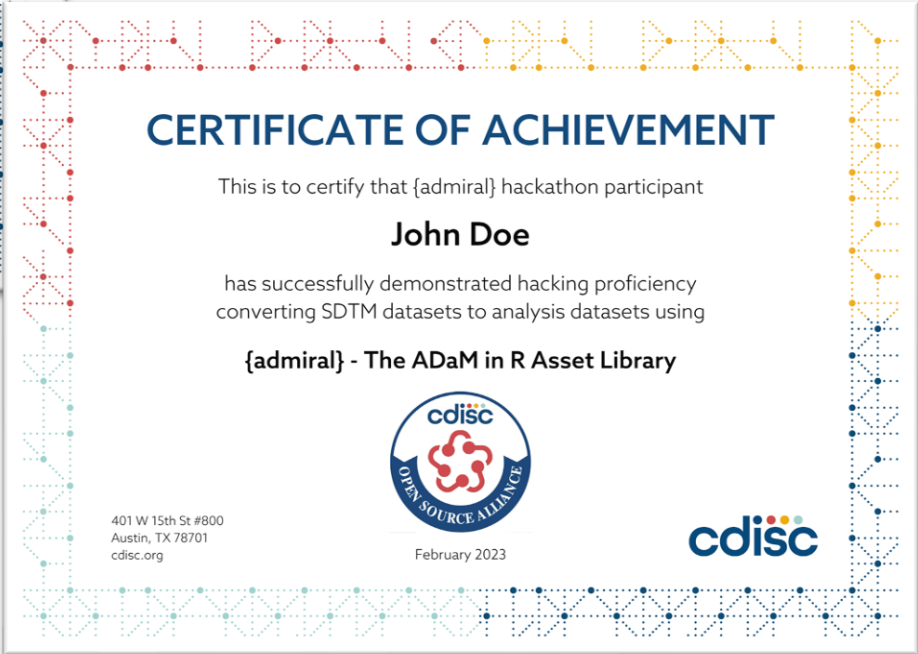 CERTIFICATE OF ACHIEVEMENT
This is to certify that {admiral} hackathon participant
John Doe
has successfully demonstrated hacking proficiency
converting SDTM datasets to analysis datasets using
{admiral} - The ADaM in R Asset Library
cdisc
OPEN SOURCE ALLIANCE
401 W 15th St #800
Austin, TX 78701
cdisc.org
February 2023
cdisc